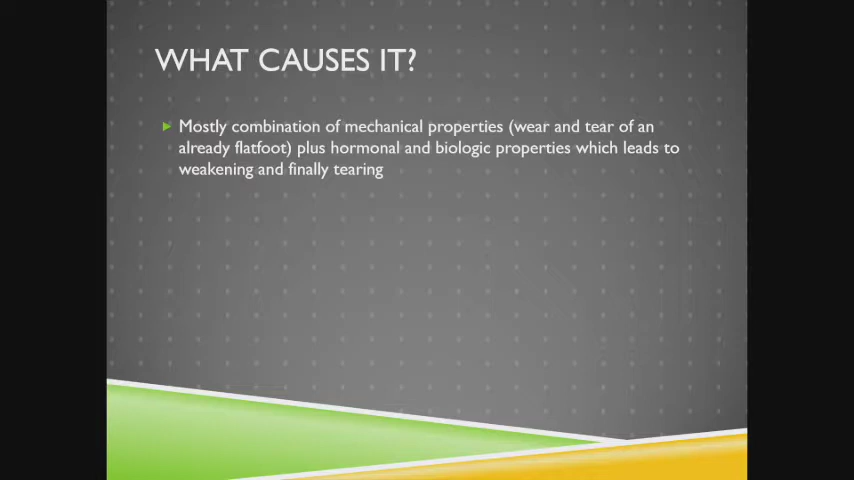 WHAT CAUSES IT?
Mostly combination of mechanical properties (wear and tear of an
already flatfoot) plus hormonal and biologic properties which leads to
weakening and finally tearing